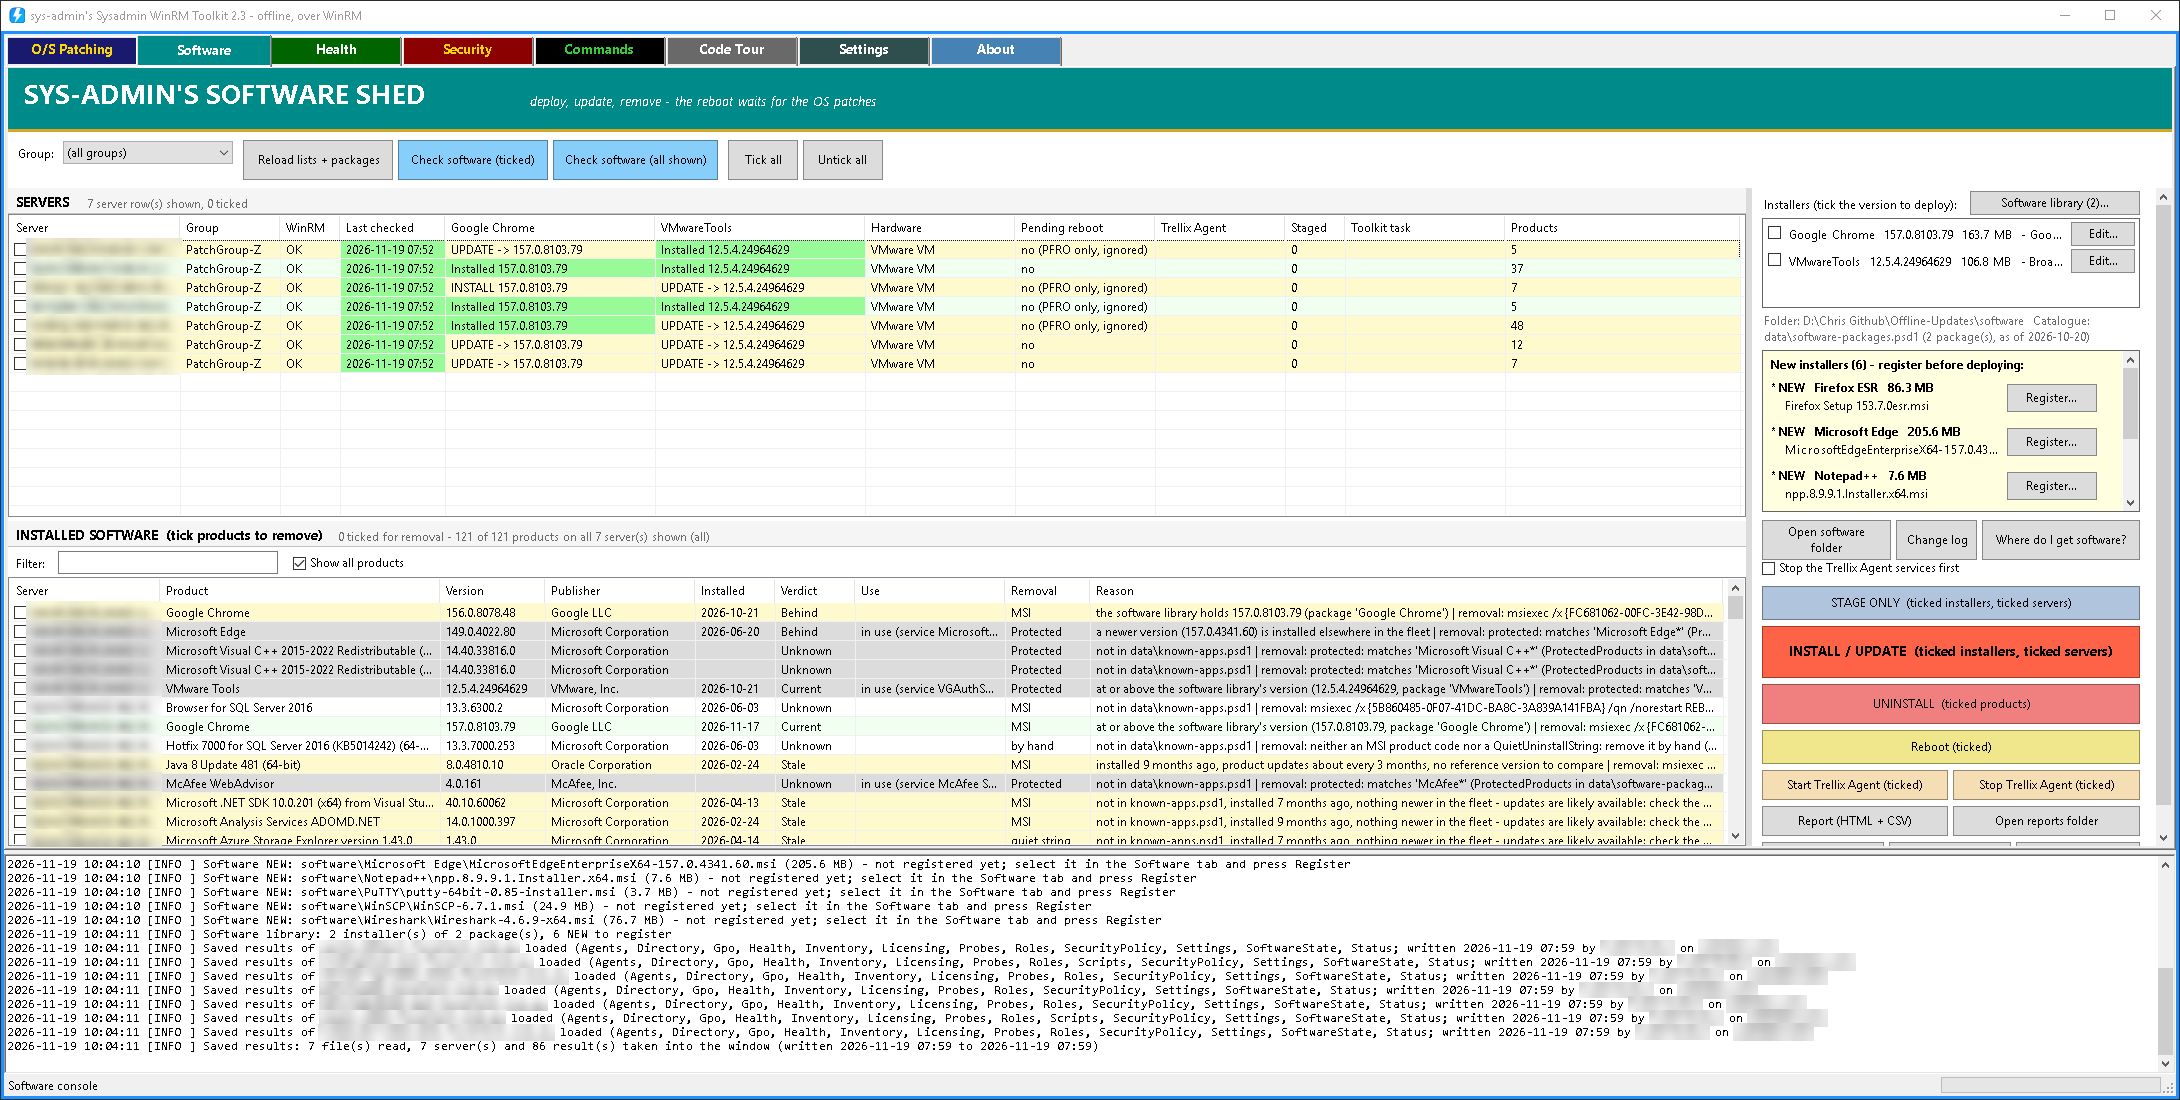 sys-admin's Sysadmin WinRM Toolkit 2.3 - offline, over WinRM
O/S Patching Software Health Security Commands Code Tour Settings About
SYS-ADMIN'S SOFTWARE SHED deploy, update, remove - the reboot waits for the OS patches
Group: (all groups) Reload lists + packages Check software (ticked) Check software (all shown) Tick all Untick all
SERVERS 7 server row(s) shown, 0 ticked
Server Group WinRM Last checked Google Chrome VMwareTools Hardware Pending reboot Trellix Agent Staged Toolkit task Products
PatchGroup-Z OK 2026-11-19 07:52 UPDATE -> 157.0.8103.79 Installed 12.5.4.24964629 VMware VM no (PFRO only, ignored) 0 5
PatchGroup-Z OK 2026-11-19 07:52 Installed 157.0.8103.79 Installed 12.5.4.24964629 VMware VM no 0 37
PatchGroup-Z OK 2026-11-19 07:52 INSTALL 157.0.8103.79 UPDATE -> 12.5.4.24964629 VMware VM no (PFRO only, ignored) 0 7
PatchGroup-Z OK 2026-11-19 07:52 Installed 157.0.8103.79 Installed 12.5.4.24964629 VMware VM no (PFRO only, ignored) 0 5
PatchGroup-Z OK 2026-11-19 07:52 Installed 157.0.8103.79 UPDATE -> 12.5.4.24964629 VMware VM no (PFRO only, ignored) 0 48
PatchGroup-Z OK 2026-11-19 07:52 UPDATE -> 157.0.8103.79 UPDATE -> 12.5.4.24964629 VMware VM no 0 12
PatchGroup-Z OK 2026-11-19 07:52 UPDATE -> 157.0.8103.79 UPDATE -> 12.5.4.24964629 VMware VM no 0 7
INSTALLED SOFTWARE (tick products to remove) 0 ticked for removal - 121 of 121 products on all 7 server(s) shown (all)
Filter: Show all products
Server Product Version Publisher Installed Verdict Use Removal Reason
Google Chrome 156.0.8078.48 Google LLC 2026-10-21 Behind MSI the software library holds 157.0.8103.79 (package 'Google Chrome') | removal: msiexec /x {FC681062-00FC-3E42-98D...
Microsoft Edge 149.0.4022.80 Microsoft Corporation 2026-06-20 Behind in use (service Microsoft... Protected a newer version (157.0.4341.60) is installed elsewhere in the fleet | removal: protected: matches 'Microsoft Edge*' (Pr...
Microsoft Visual C++ 2015-2022 Redistributable (... 14.40.33816.0 Microsoft Corporation Unknown Protected not in data\known-apps.psd1 | removal: protected: matches 'Microsoft Visual C++*' (ProtectedProducts in data\soft...
Microsoft Visual C++ 2015-2022 Redistributable (... 14.40.33816.0 Microsoft Corporation Unknown Protected not in data\known-apps.psd1 | removal: protected: matches 'Microsoft Visual C++*' (ProtectedProducts in data\soft...
VMware Tools 12.5.4.24964629 VMware, Inc. 2026-10-21 Current in use (service VGAuthS... Protected at or above the software library's version (12.5.4.24964629, package 'VMwareTools') | removal: protected: matches 'V...
Browser for SQL Server 2016 13.3.6300.2 Microsoft Corporation 2026-06-03 Unknown MSI not in data\known-apps.psd1 | removal: msiexec /x {5B860485-0F07-41DC-BA8C-3A839A141FBA} /qn /norestart REB...
Google Chrome 157.0.8103.79 Google LLC 2026-11-17 Current MSI at or above the software library's version (157.0.8103.79, package 'Google Chrome') | removal: msiexec /x {FC681062-...
Hotfix 7000 for SQL Server 2016 (KB5014242) (64-... 13.3.7000.253 Microsoft Corporation 2026-06-03 Unknown by hand not in data\known-apps.psd1 | removal: neither an MSI product code nor a QuietUninstallString: remove it by hand (...
Java 8 Update 481 (64-bit) 8.0.4810.10 Oracle Corporation 2026-02-24 Stale MSI installed 9 months ago, product updates about every 3 months, no reference version to compare | removal: msiexec ...
McAfee WebAdvisor 4.0.161 McAfee, Inc. Unknown in use (service McAfee S... Protected not in data\known-apps.psd1 | removal: protected: matches 'McAfee*' (ProtectedProducts in data\software-packag...
Microsoft .NET SDK 10.0.201 (x64) from Visual Stu... 40.10.60062 Microsoft Corporation 2026-04-13 Stale MSI not in known-apps.psd1, installed 7 months ago, nothing newer in the fleet - updates are likely available: check the ...
Microsoft Analysis Services ADOMD.NET 14.0.1000.397 Microsoft Corporation 2026-02-24 Stale MSI not in known-apps.psd1, installed 9 months ago, nothing newer in the fleet - updates are likely available: check the ...
Microsoft Azure Storage Explorer version 1.43.0 1.43.0 Microsoft Corporation 2026-04-14 Stale quiet string not in known-apps.psd1, installed 7 months ago, nothing newer in the fleet - updates are likely available: check the ...
Installers (tick the version to deploy): Software library (2)...
Google Chrome 157.0.8103.79 163.7 MB - Goo... Edit...
VMwareTools 12.5.4.24964629 106.8 MB - Broa... Edit...
Folder: D:\Chris Github\Offline-Updates\software Catalogue:
data\software-packages.psd1 (2 package(s), as of 2026-10-20)
New installers (6) - register before deploying:
* NEW Firefox ESR 86.3 MB
Firefox Setup 153.7.0esr.msi Register...
* NEW Microsoft Edge 205.6 MB
MicrosoftEdgeEnterpriseX64-157.0.43... Register...
* NEW Notepad++ 7.6 MB
npp.8.9.9.1.Installer.x64.msi Register...
Open software folder Change log Where do I get software?
Stop the Trellix Agent services first
STAGE ONLY (ticked installers, ticked servers)
INSTALL / UPDATE (ticked installers, ticked servers)
UNINSTALL (ticked products)
Reboot (ticked)
Start Trellix Agent (ticked) Stop Trellix Agent (ticked)
Report (HTML + CSV) Open reports folder
2026-11-19 10:04:10 [INFO ] Software NEW: software\Microsoft Edge\MicrosoftEdgeEnterpriseX64-157.0.4341.60.msi (205.6 MB) - not registered yet; select it in the Software tab and press Register
2026-11-19 10:04:10 [INFO ] Software NEW: software\Notepad++\npp.8.9.9.1.Installer.x64.msi (7.6 MB) - not registered yet; select it in the Software tab and press Register
2026-11-19 10:04:10 [INFO ] Software NEW: software\PuTTY\putty-64bit-0.85-installer.msi (3.7 MB) - not registered yet; select it in the Software tab and press Register
2026-11-19 10:04:10 [INFO ] Software NEW: software\WinSCP\WinSCP-6.7.1.msi (24.9 MB) - not registered yet; select it in the Software tab and press Register
2026-11-19 10:04:10 [INFO ] Software NEW: software\Wireshark\Wireshark-4.6.9-x64.msi (76.7 MB) - not registered yet; select it in the Software tab and press Register
2026-11-19 10:04:11 [INFO ] Software library: 2 installer(s) of 2 package(s), 6 NEW to register
2026-11-19 10:04:11 [INFO ] Saved results of loaded (Agents, Directory, Gpo, Health, Inventory, Licensing, Probes, Roles, SecurityPolicy, Settings, SoftwareState, Status; written 2026-11-19 07:59 by on
2026-11-19 10:04:11 [INFO ] Saved results of loaded (Agents, Directory, Gpo, Health, Inventory, Licensing, Probes, Roles, Scripts, SecurityPolicy, Settings, SoftwareState, Status; written 2026-11-19 07:59 by on
2026-11-19 10:04:11 [INFO ] Saved results of loaded (Agents, Directory, Gpo, Health, Inventory, Licensing, Probes, Roles, SecurityPolicy, Settings, SoftwareState, Status; written 2026-11-19 07:59 by on
2026-11-19 10:04:11 [INFO ] Saved results of loaded (Agents, Directory, Gpo, Health, Inventory, Licensing, Probes, Roles, SecurityPolicy, Settings, SoftwareState, Status; written 2026-11-19 07:59 by on
2026-11-19 10:04:11 [INFO ] Saved results of loaded (Agents, Directory, Gpo, Health, Inventory, Licensing, Probes, Roles, SecurityPolicy, Settings, SoftwareState, Status; written 2026-11-19 07:59 by on
2026-11-19 10:04:11 [INFO ] Saved results of loaded (Agents, Directory, Gpo, Health, Inventory, Licensing, Probes, Roles, Scripts, SecurityPolicy, Settings, SoftwareState, Status; written 2026-11-19 07:59 by on
2026-11-19 10:04:11 [INFO ] Saved results of loaded (Agents, Directory, Gpo, Health, Inventory, Licensing, Probes, Roles, SecurityPolicy, Settings, SoftwareState, Status; written 2026-11-19 07:59 by on
2026-11-19 10:04:11 [INFO ] Saved results: 7 file(s) read, 7 server(s) and 86 result(s) taken into the window (written 2026-11-19 07:59 to 2026-11-19 07:59)
Software console